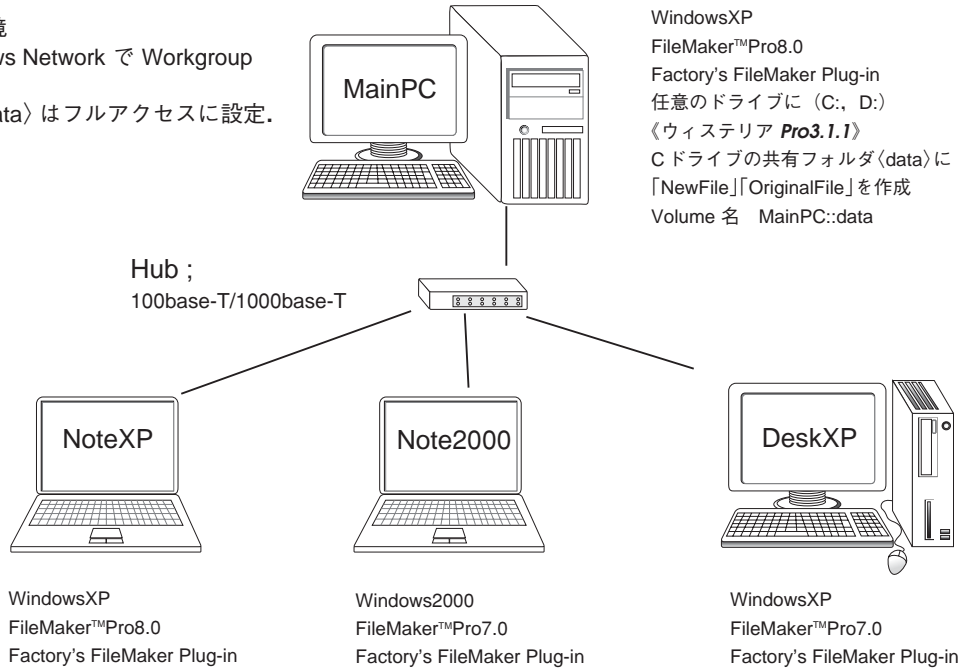 境
ws Network で Workgroup
ata〉はフルアクセスに設定．
MainPC
WindowsXP
FileMaker™Pro8.0
Factory's FileMaker Plug-in
任意のドライブに（C:，D:）
《ウィステリア Pro3.1.1》
Cドライブの共有フォルダ〈data〉に
「NewFile」「OriginalFile」を作成
Volume 名　MainPC::data
Hub ;
100base-T/1000base-T
NoteXP
Note2000
DeskXP
WindowsXP
FileMaker™Pro8.0
Factory's FileMaker Plug-in
Windows2000
FileMaker™Pro7.0
Factory's FileMaker Plug-in
WindowsXP
FileMaker™Pro7.0
Factory's FileMaker Plug-in